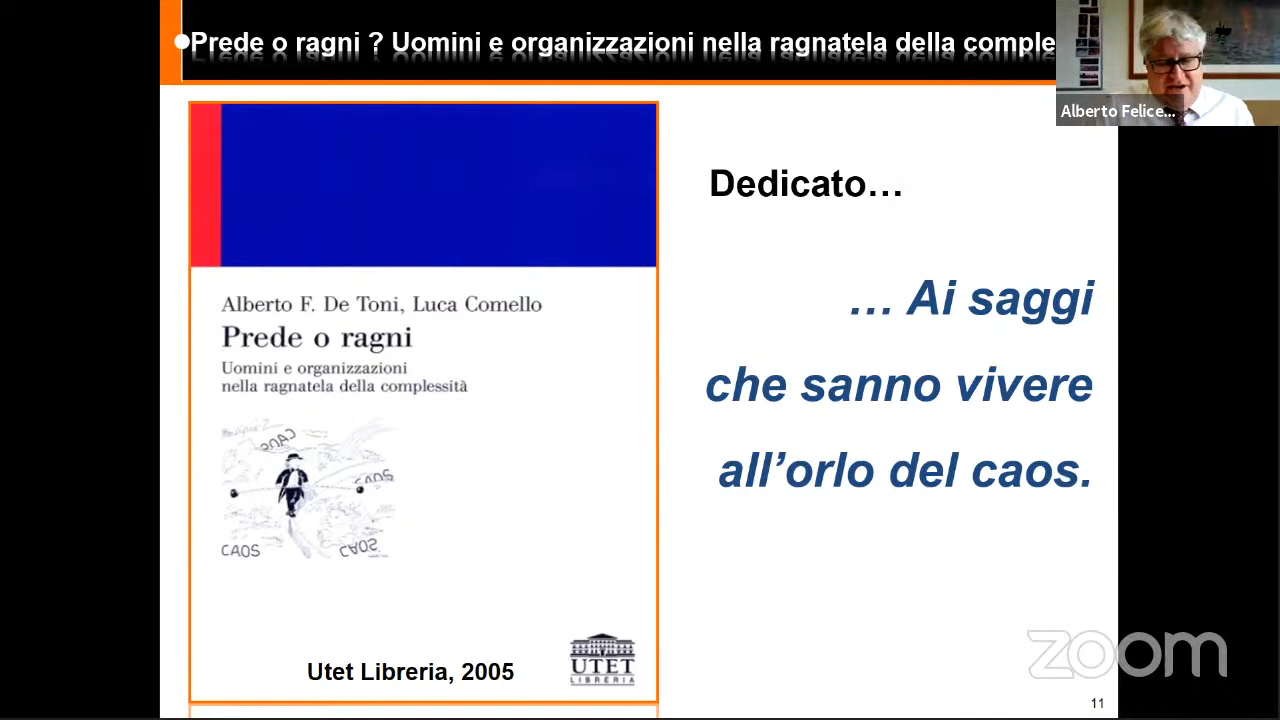 Prede o ragni ? Uomini e organizzazioni nella ragnatela della comple
Alberto Felice...
Dedicato…
… Ai saggi
che sanno vivere
all’orlo del caos.
Alberto F. De Toni, Luca Comello
Prede o ragni
Uomini e organizzazioni
nella ragnatela della complessità
CAOS
CAOS
CAOS
CAOS
Utet Libreria, 2005
UTET
LIBRERIA
zoom
11